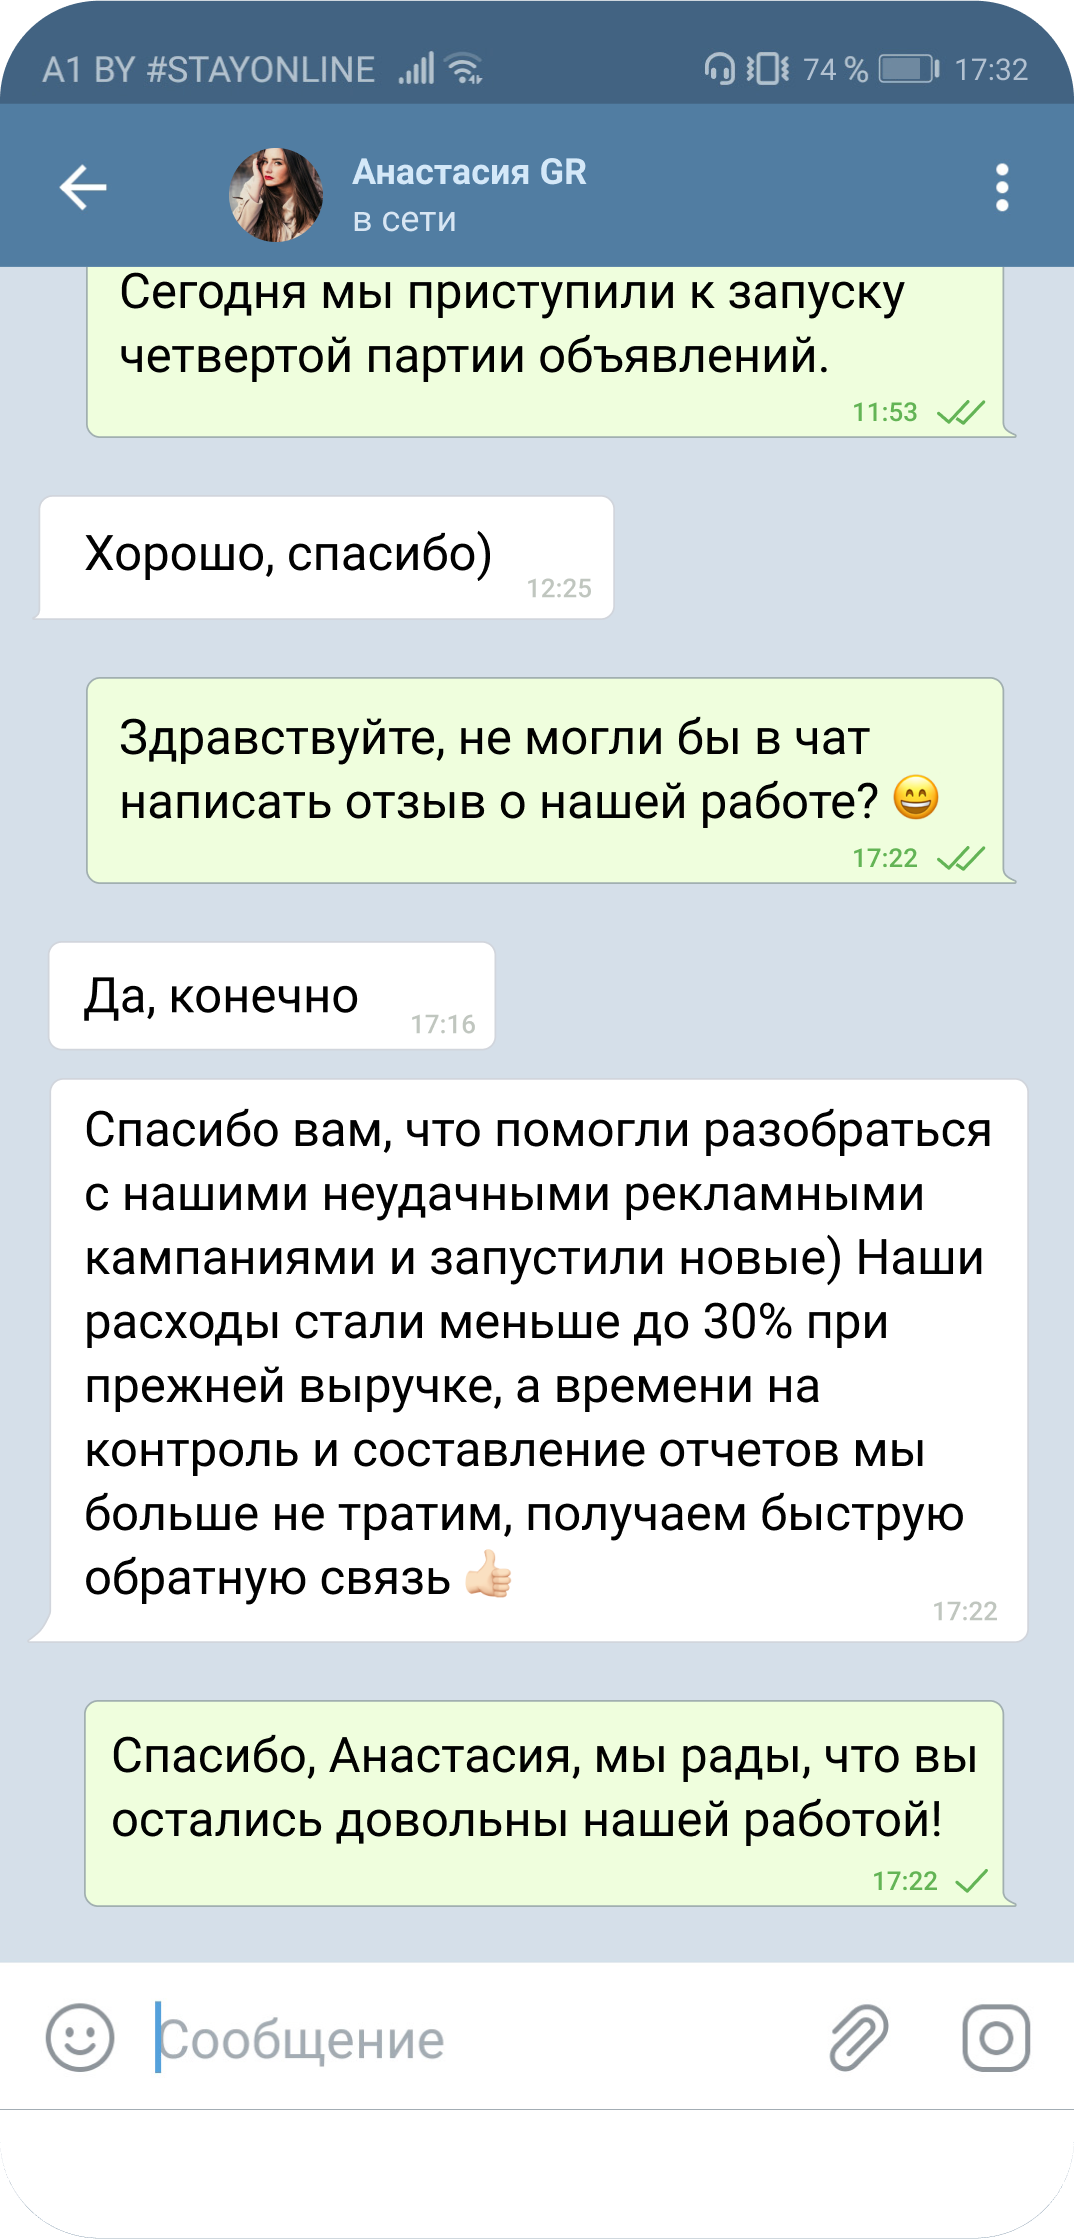 A1 BY #STAYONLINE 74 % 17:32
Анастасия GR
в сети
Сегодня мы приступили к запуску
четвертой партии объявлений.
11:53
Хорошо, спасибо)
12:25
Здравствуйте, не могли бы в чат
написать отзыв о нашей работе? 😄
17:22
Да, конечно
17:16
Спасибо вам, что помогли разобраться
с нашими неудачными рекламными
кампаниями и запустили новые) Наши
расходы стали меньше до 30% при
прежней выручке, а времени на
контроль и составление отчетов мы
больше не тратим, получаем быструю
обратную связь 👍🏻
17:22
Спасибо, Анастасия, мы рады, что вы
остались довольны нашей работой!
17:22
Сообщение